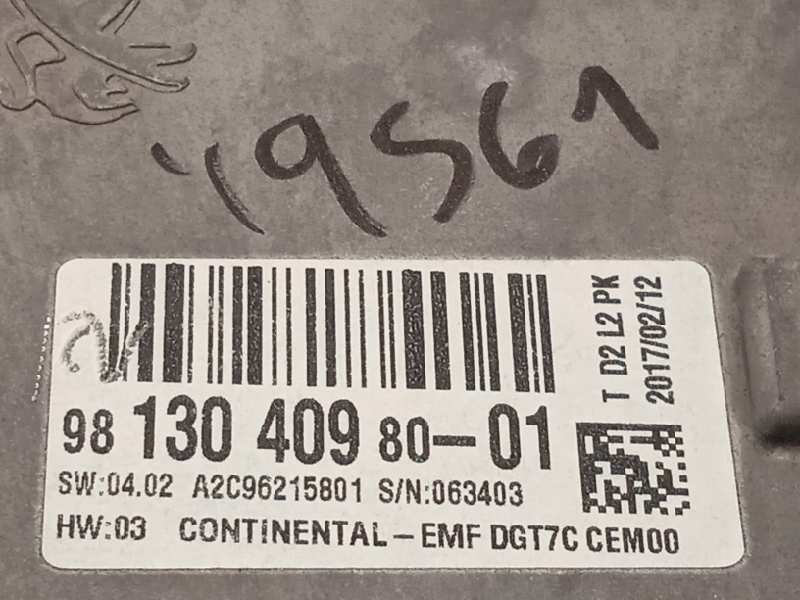 19561
98 130 409 80-01
SW:04.02 A2C96215801 S/N:063403
HW:03 CONTINENTAL-EMF DGT7C CEM00
T D2 L2 PK
2017/02/12